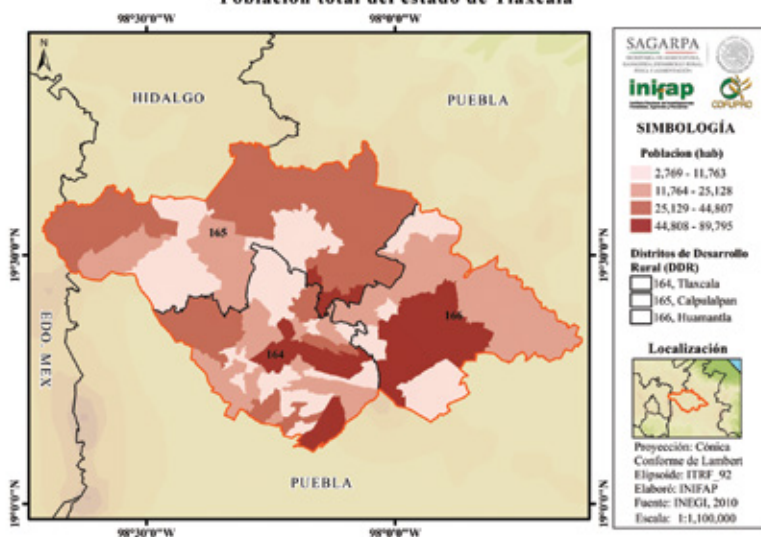 Población total del estado de Tlaxcala
98°30'0"W
98°0'0"W
N
HIDALGO
PUEBLA
165
166
164
EDO. MEX
PUEBLA
19°30'0"N
19°30'0"N
19°0'0"N
19°0'0"N
98°30'0"W
98°0'0"W
SAGARPA
inifap
COFUPRO
SIMBOLOGÍA
Poblacion (hab)
2,769 - 11,763
11,764 - 25,128
25,129 - 44,807
44,808 - 89,795
Distritos de Desarrollo
Rural (DDR)
164, Tlaxcala
165, Calpulalpan
166, Huamantla
Localización
Proyección: Cónica
Conforme de Lambert
Elipsoide: ITRF_92
Elaboró: INIFAP
Fuente: INEGI, 2010
Escala: 1:1,100,000